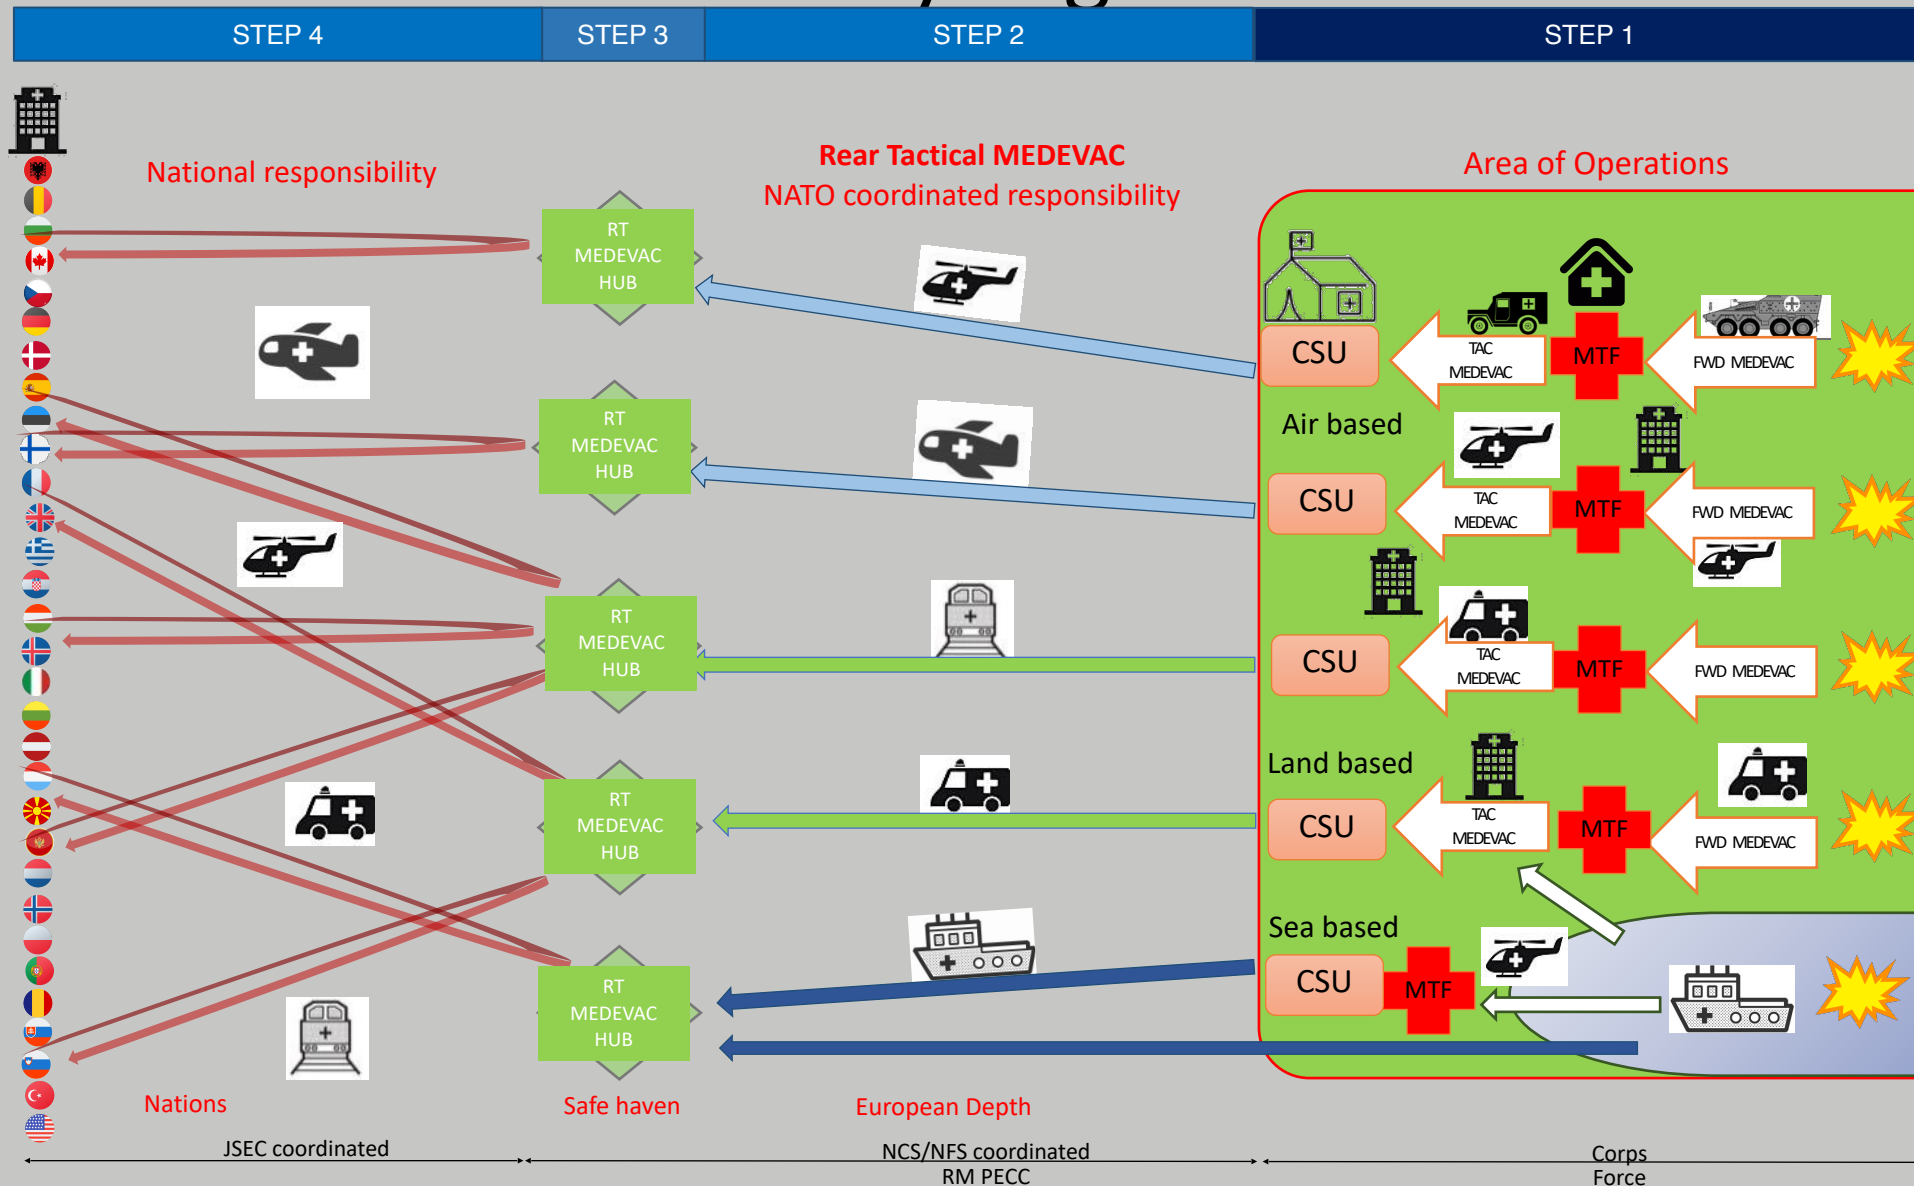 STEP 4
STEP 3
STEP 2
STEP 1
National responsibility
Rear Tactical MEDEVAC
NATO coordinated responsibility
Area of Operations
RT
MEDEVAC
HUB
CSU
TAC
MEDEVAC
MTF
FWD MEDEVAC
Air based
RT
MEDEVAC
HUB
CSU
TAC
MEDEVAC
MTF
FWD MEDEVAC
RT
MEDEVAC
HUB
CSU
TAC
MEDEVAC
MTF
FWD MEDEVAC
Land based
RT
MEDEVAC
HUB
CSU
TAC
MEDEVAC
MTF
FWD MEDEVAC
Sea based
RT
MEDEVAC
HUB
CSU
MTF
Nations
Safe haven
European Depth
JSEC coordinated
NCS/NFS coordinated
RM PECC
Corps
Force